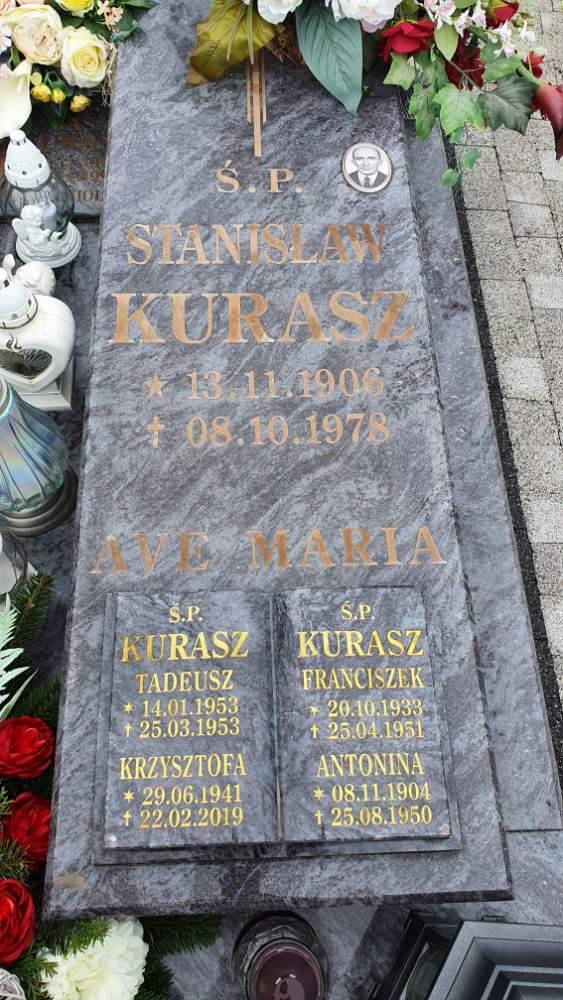 Ś.P.
STANISŁAW
KURASZ
* 13.11.1906
† 08.10.1978
AVE MARIA
Ś.P.
KURASZ
TADEUSZ
* 14.01.1953
† 25.03.1953
KRZYSZTOFA
* 29.06.1941
† 22.02.2019
Ś.P.
KURASZ
FRANCISZEK
* 20.10.1933
† 25.04.1951
ANTONINA
* 08.11.1904
† 25.08.1950